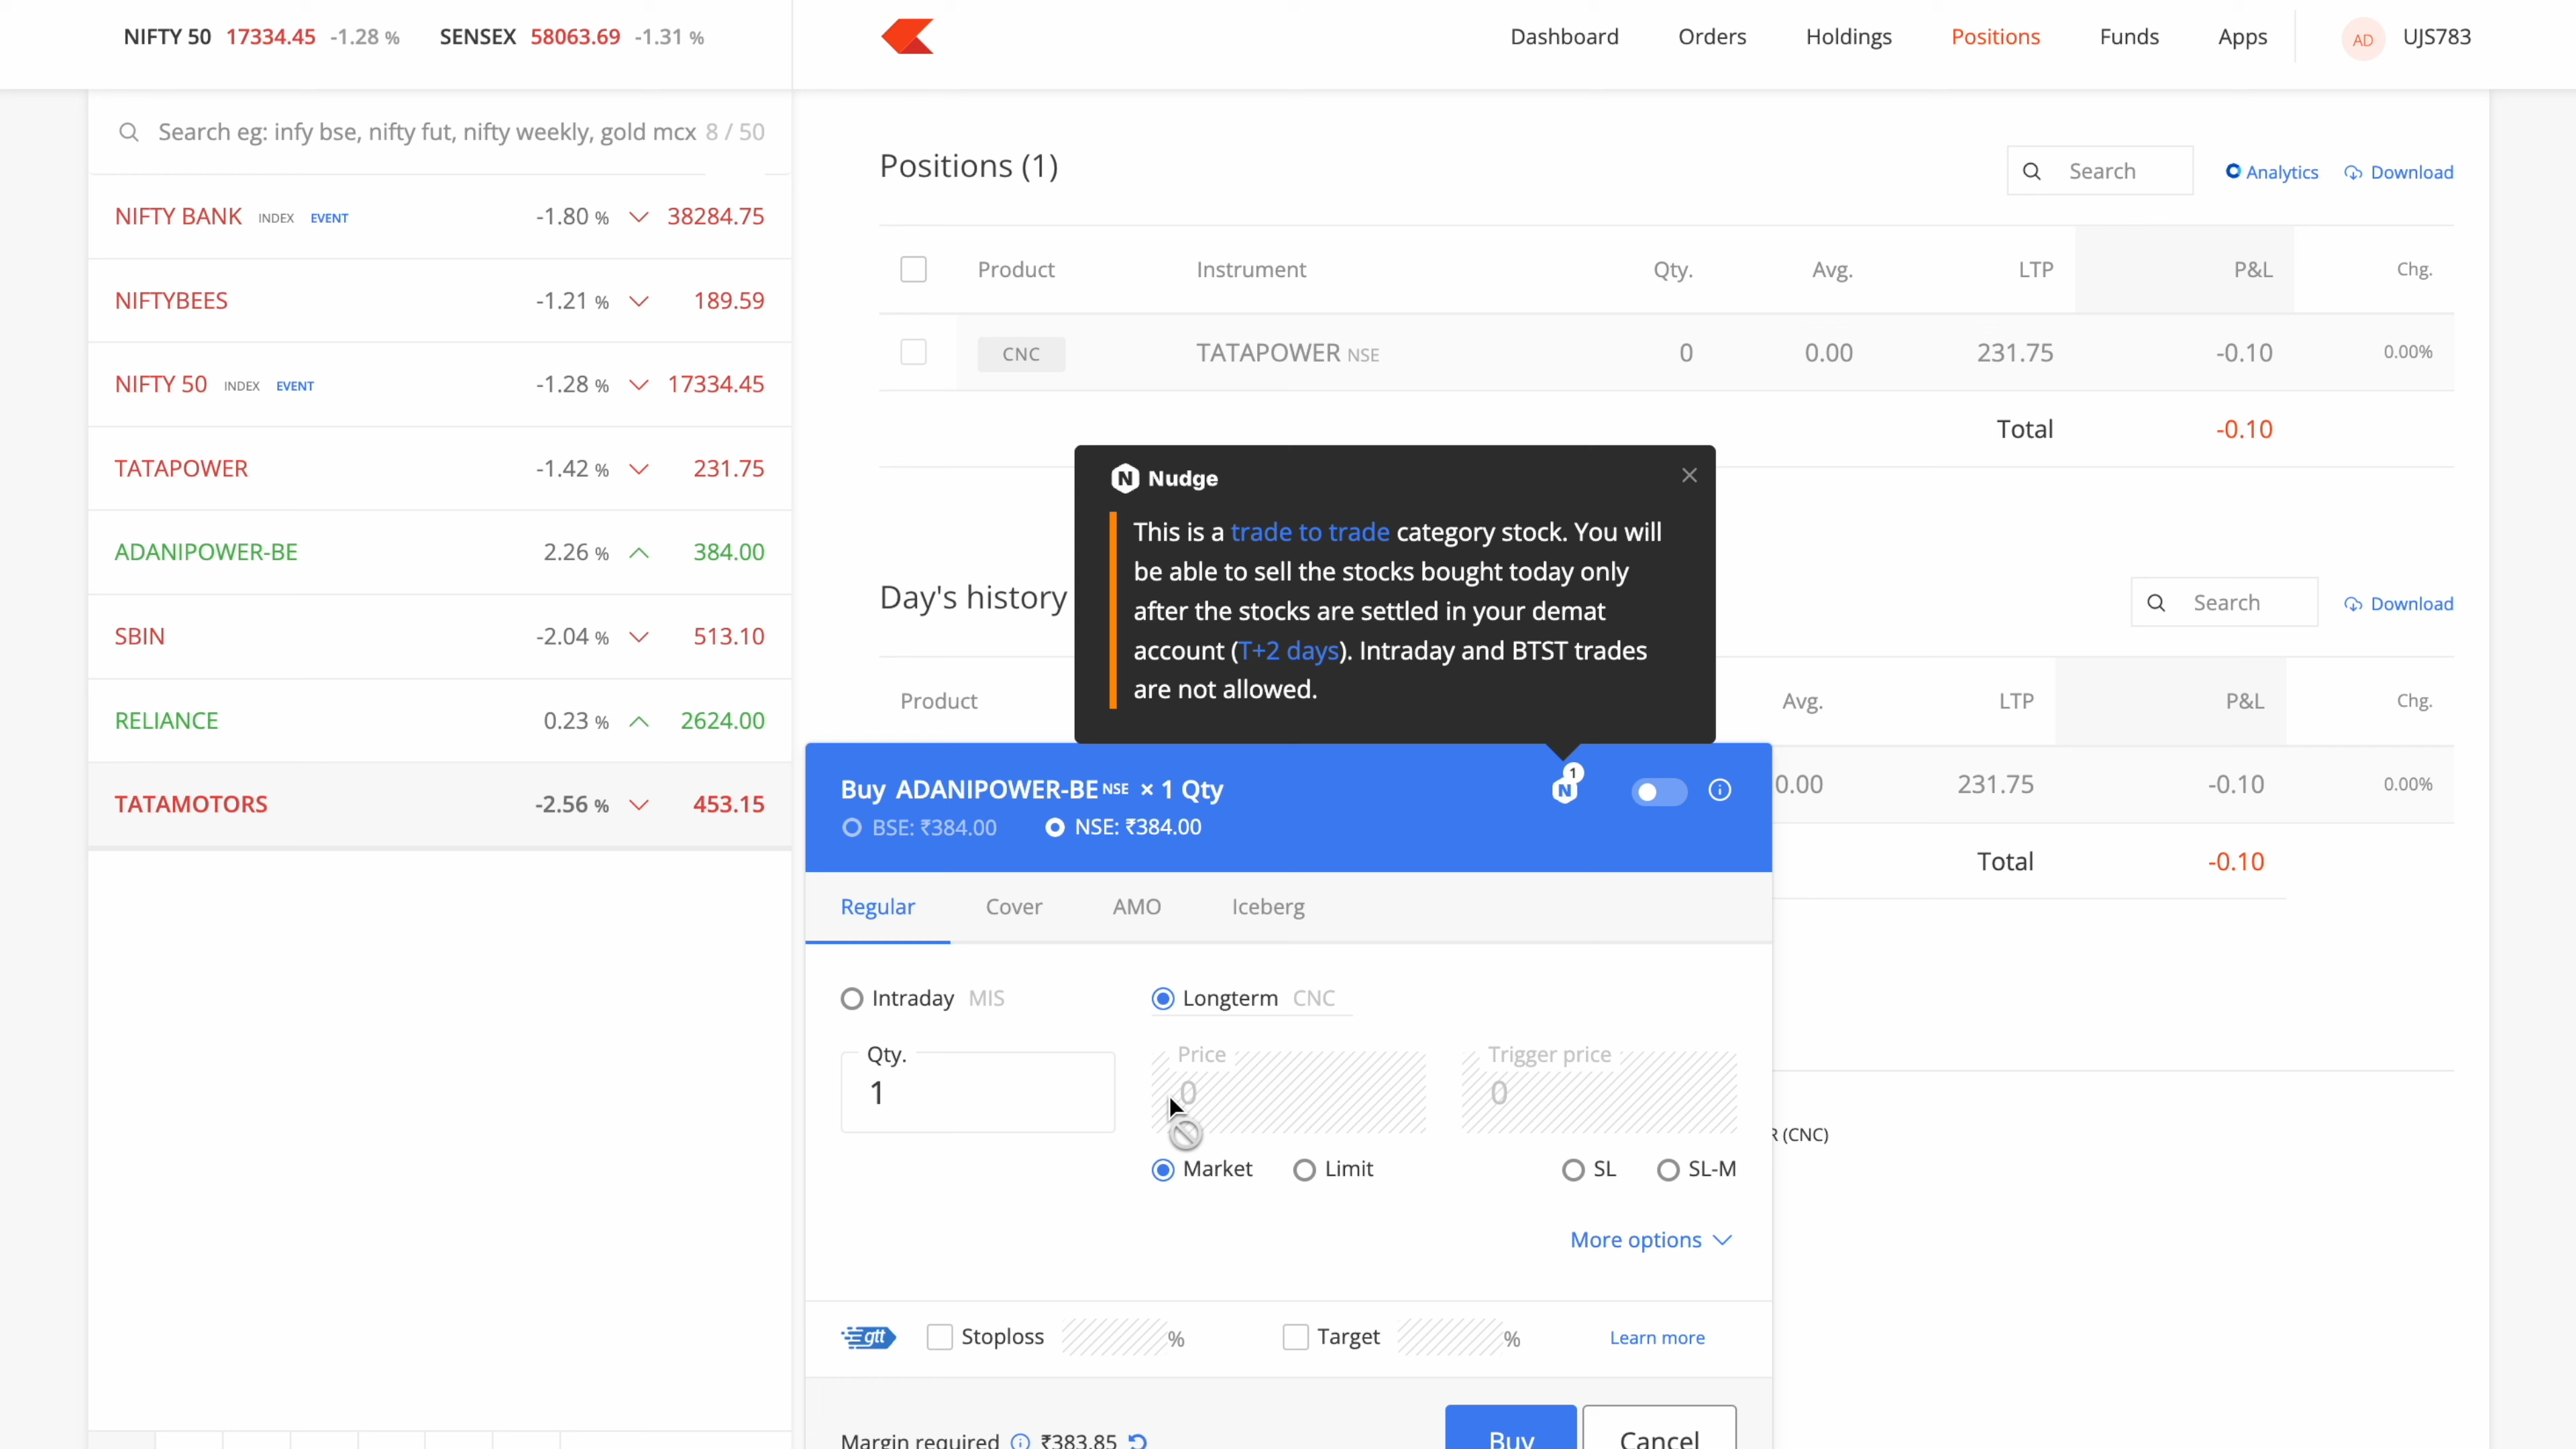 NIFTY 50 17334.45 -1.28 % SENSEX 58063.69 -1.31 %
Dashboard Orders Holdings Positions Funds Apps AD UJS783
Search eg: infy bse, nifty fut, nifty weekly, gold mcx 8 / 50
NIFTY BANK INDEX EVENT -1.80 % 38284.75
NIFTYBEES -1.21 % 189.59
NIFTY 50 INDEX EVENT -1.28 % 17334.45
TATAPOWER -1.42 % 231.75
ADANIPOWER-BE 2.26 % 384.00
SBIN -2.04 % 513.10
RELIANCE 0.23 % 2624.00
TATAMOTORS -2.56 % 453.15
Positions (1) Search Analytics Download
Product Instrument Qty. Avg. LTP P&L Chg.
CNC TATAPOWER NSE 0 0.00 231.75 -0.10 0.00%
Total -0.10
N Nudge
This is a trade to trade category stock. You will
be able to sell the stocks bought today only
after the stocks are settled in your demat
account (T+2 days). Intraday and BTST trades
are not allowed.
Day's history Search Download
Product Avg. LTP P&L Chg.
0.00 231.75 -0.10 0.00%
Total -0.10
Buy ADANIPOWER-BE NSE × 1 Qty N 1
BSE: ₹384.00 NSE: ₹384.00
Regular Cover AMO Iceberg
Intraday MIS Longterm CNC
Qty. Price Trigger price
1 0 0
R (CNC)
Market Limit SL SL-M
More options
gtt Stoploss % Target % Learn more
Margin required ₹383.85 Buy Cancel